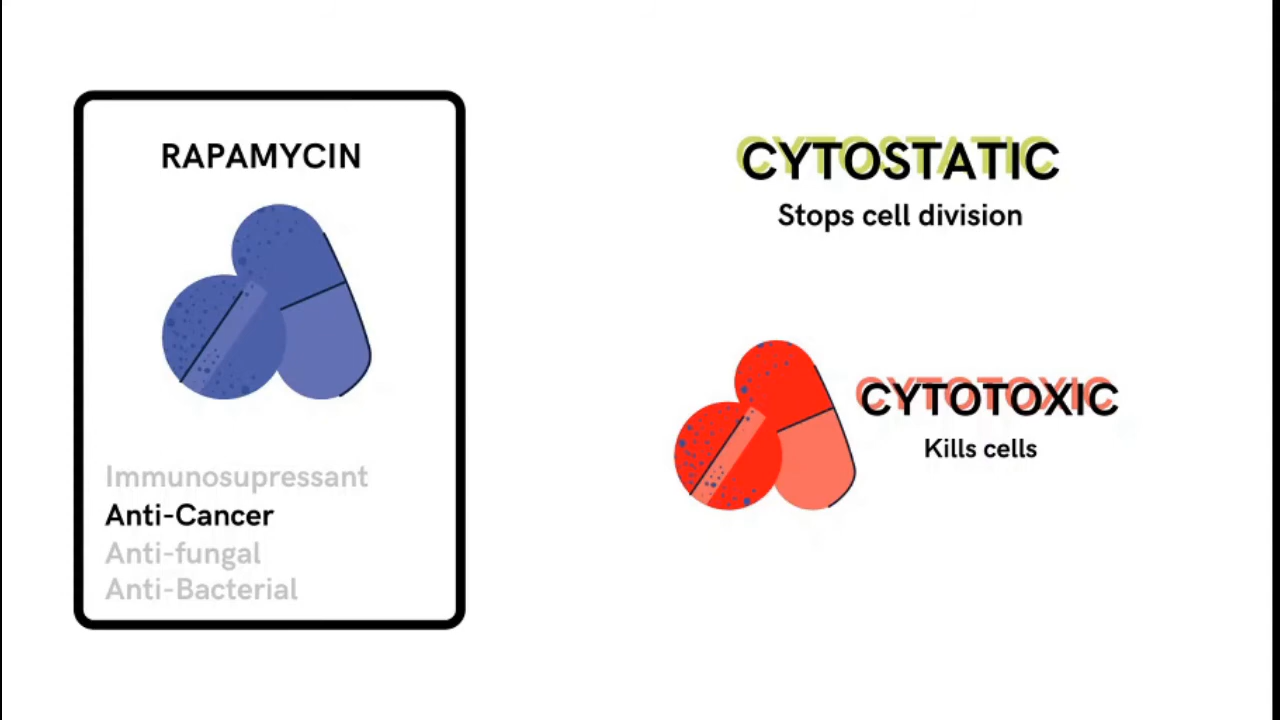 RAPAMYCIN
Immunosupressant
Anti-Cancer
Anti-fungal
Anti-Bacterial
CYTOSTATIC
Stops cell division
CYTOTOXIC
Kills cells